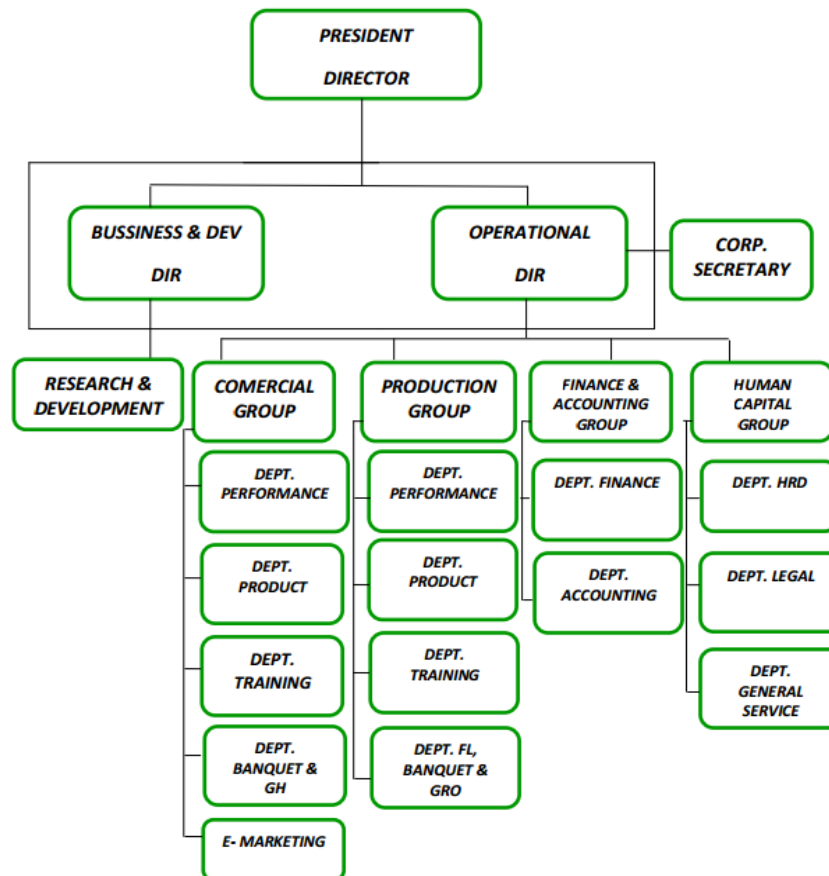 PRESIDENT
DIRECTOR
BUSSINESS & DEV
DIR
OPERATIONAL
DIR
CORP.
SECRETARY
RESEARCH &
DEVELOPMENT
COMERCIAL
GROUP
PRODUCTION
GROUP
FINANCE &
ACCOUNTING
GROUP
HUMAN
CAPITAL
GROUP
DEPT.
PERFORMANCE
DEPT.
PERFORMANCE
DEPT. FINANCE
DEPT. HRD
DEPT.
PRODUCT
DEPT.
PRODUCT
DEPT.
ACCOUNTING
DEPT. LEGAL
DEPT.
TRAINING
DEPT.
TRAINING
DEPT.
GENERAL
SERVICE
DEPT.
BANQUET &
GH
DEPT. FL,
BANQUET &
GRO
E- MARKETING